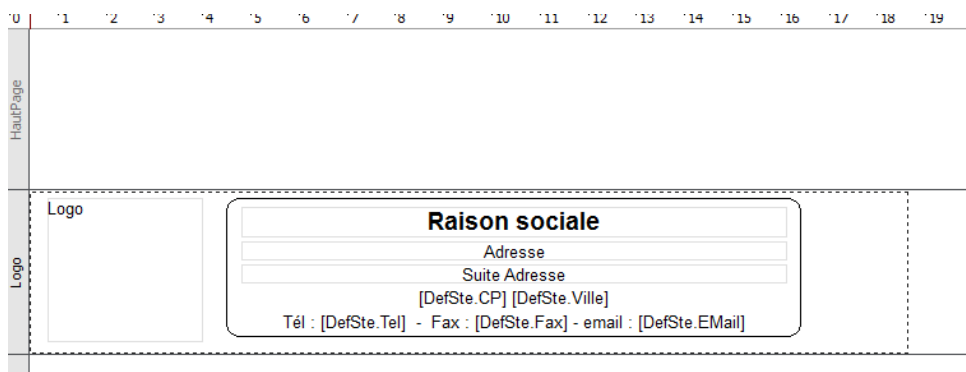 '0 '1 '2 '3 '4 '5 '6 '7 '8 '9 '10 '11 '12 '13 '14 '15 '16 '17 '18 '19
HautPage
Logo
Logo
Raison sociale
Adresse
Suite Adresse
[DefSte.CP] [DefSte.Ville]
Tél : [DefSte.Tel] - Fax : [DefSte.Fax] - email : [DefSte.EMail]